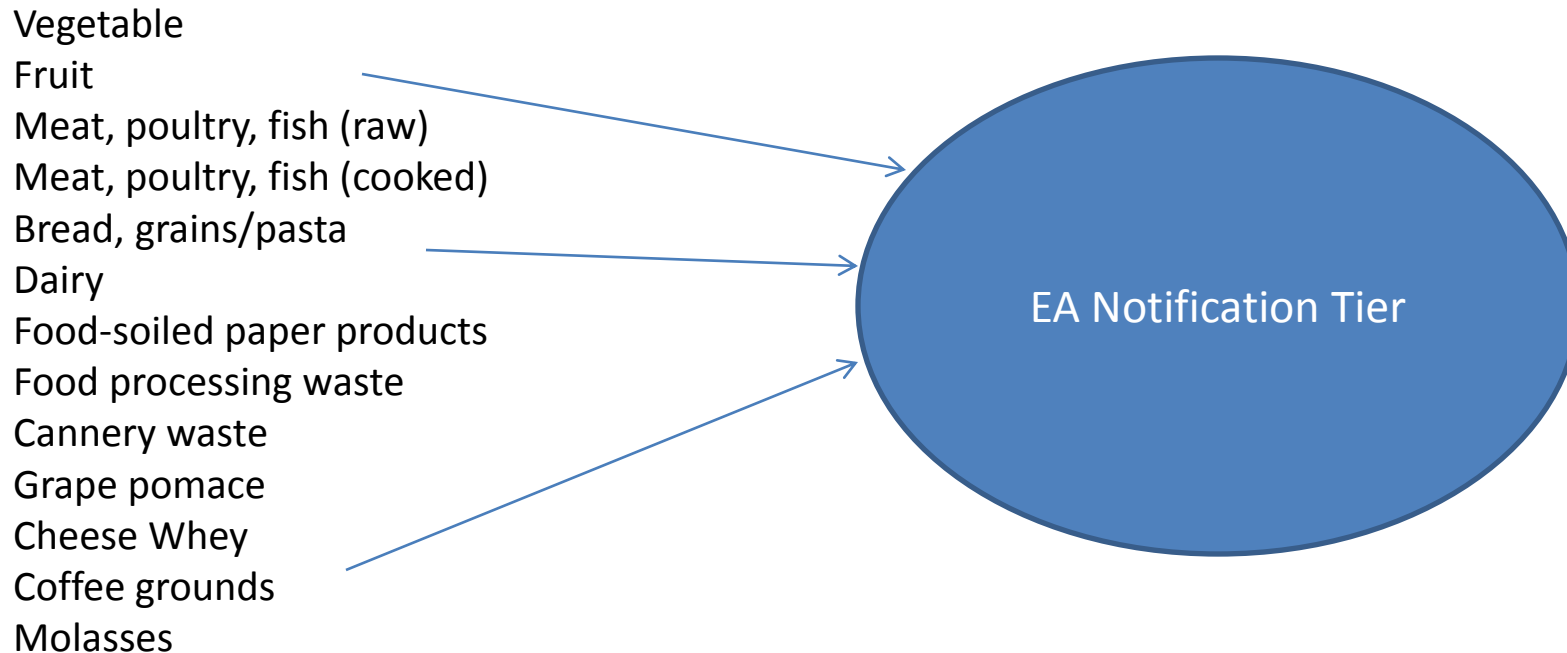 Vegetable
Fruit
Meat, poultry, fish (raw)
Meat, poultry, fish (cooked)
Bread, grains/pasta
Dairy
Food-soiled paper products
Food processing waste
Cannery waste
Grape pomace
Cheese Whey
Coffee grounds
Molasses
EA Notification Tier